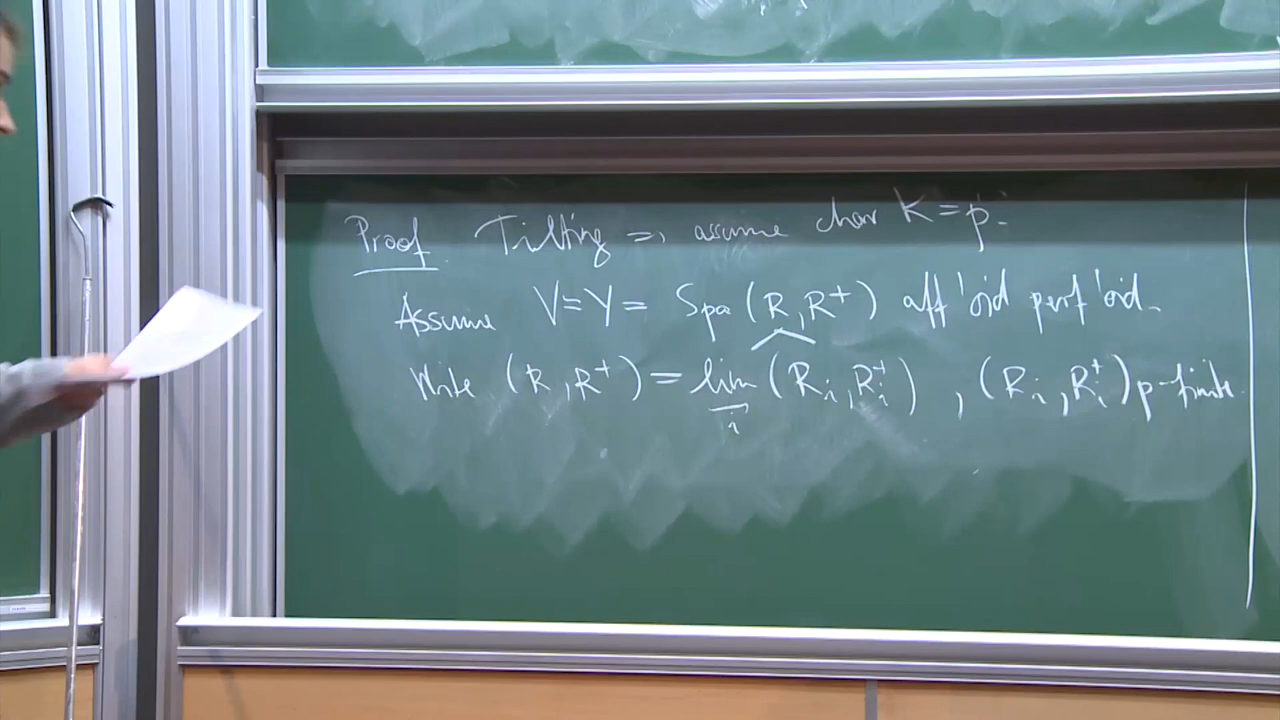 Proof. Tilting ⇒, assume char K = p.
Assume V = Y = Spa (R, R⁺) aff'oid perf'oid.
Write (R, R⁺) = lim→ᵢ (Rᵢ, Rᵢ⁺)^, (Rᵢ, Rᵢ⁺) p-finite.